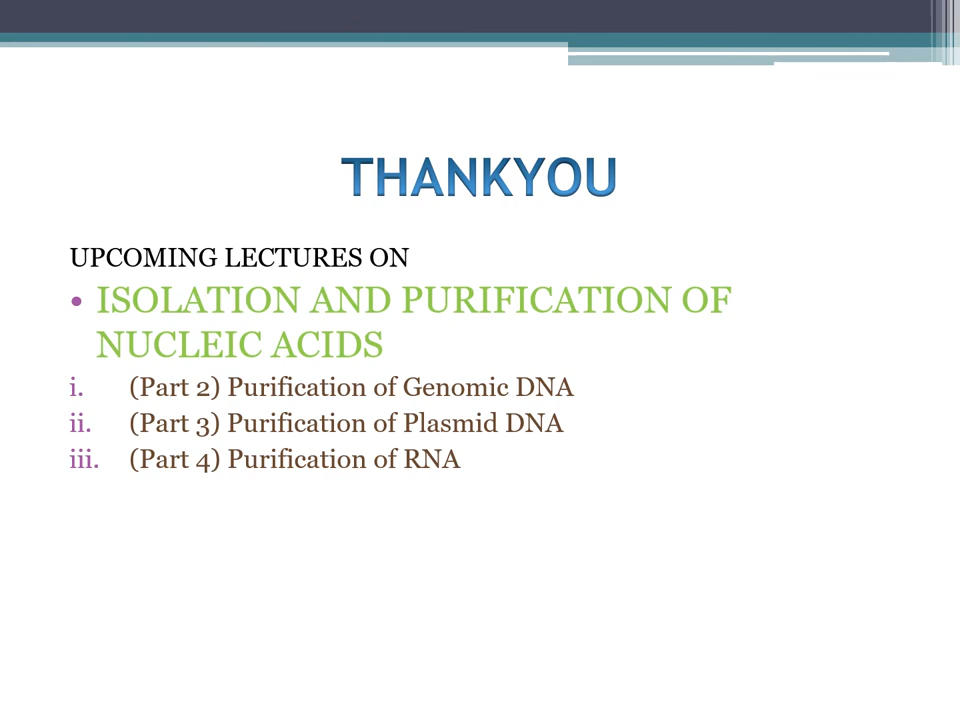 THANKYOU
UPCOMING LECTURES ON
• ISOLATION AND PURIFICATION OF
NUCLEIC ACIDS
i. (Part 2) Purification of Genomic DNA
ii. (Part 3) Purification of Plasmid DNA
iii. (Part 4) Purification of RNA